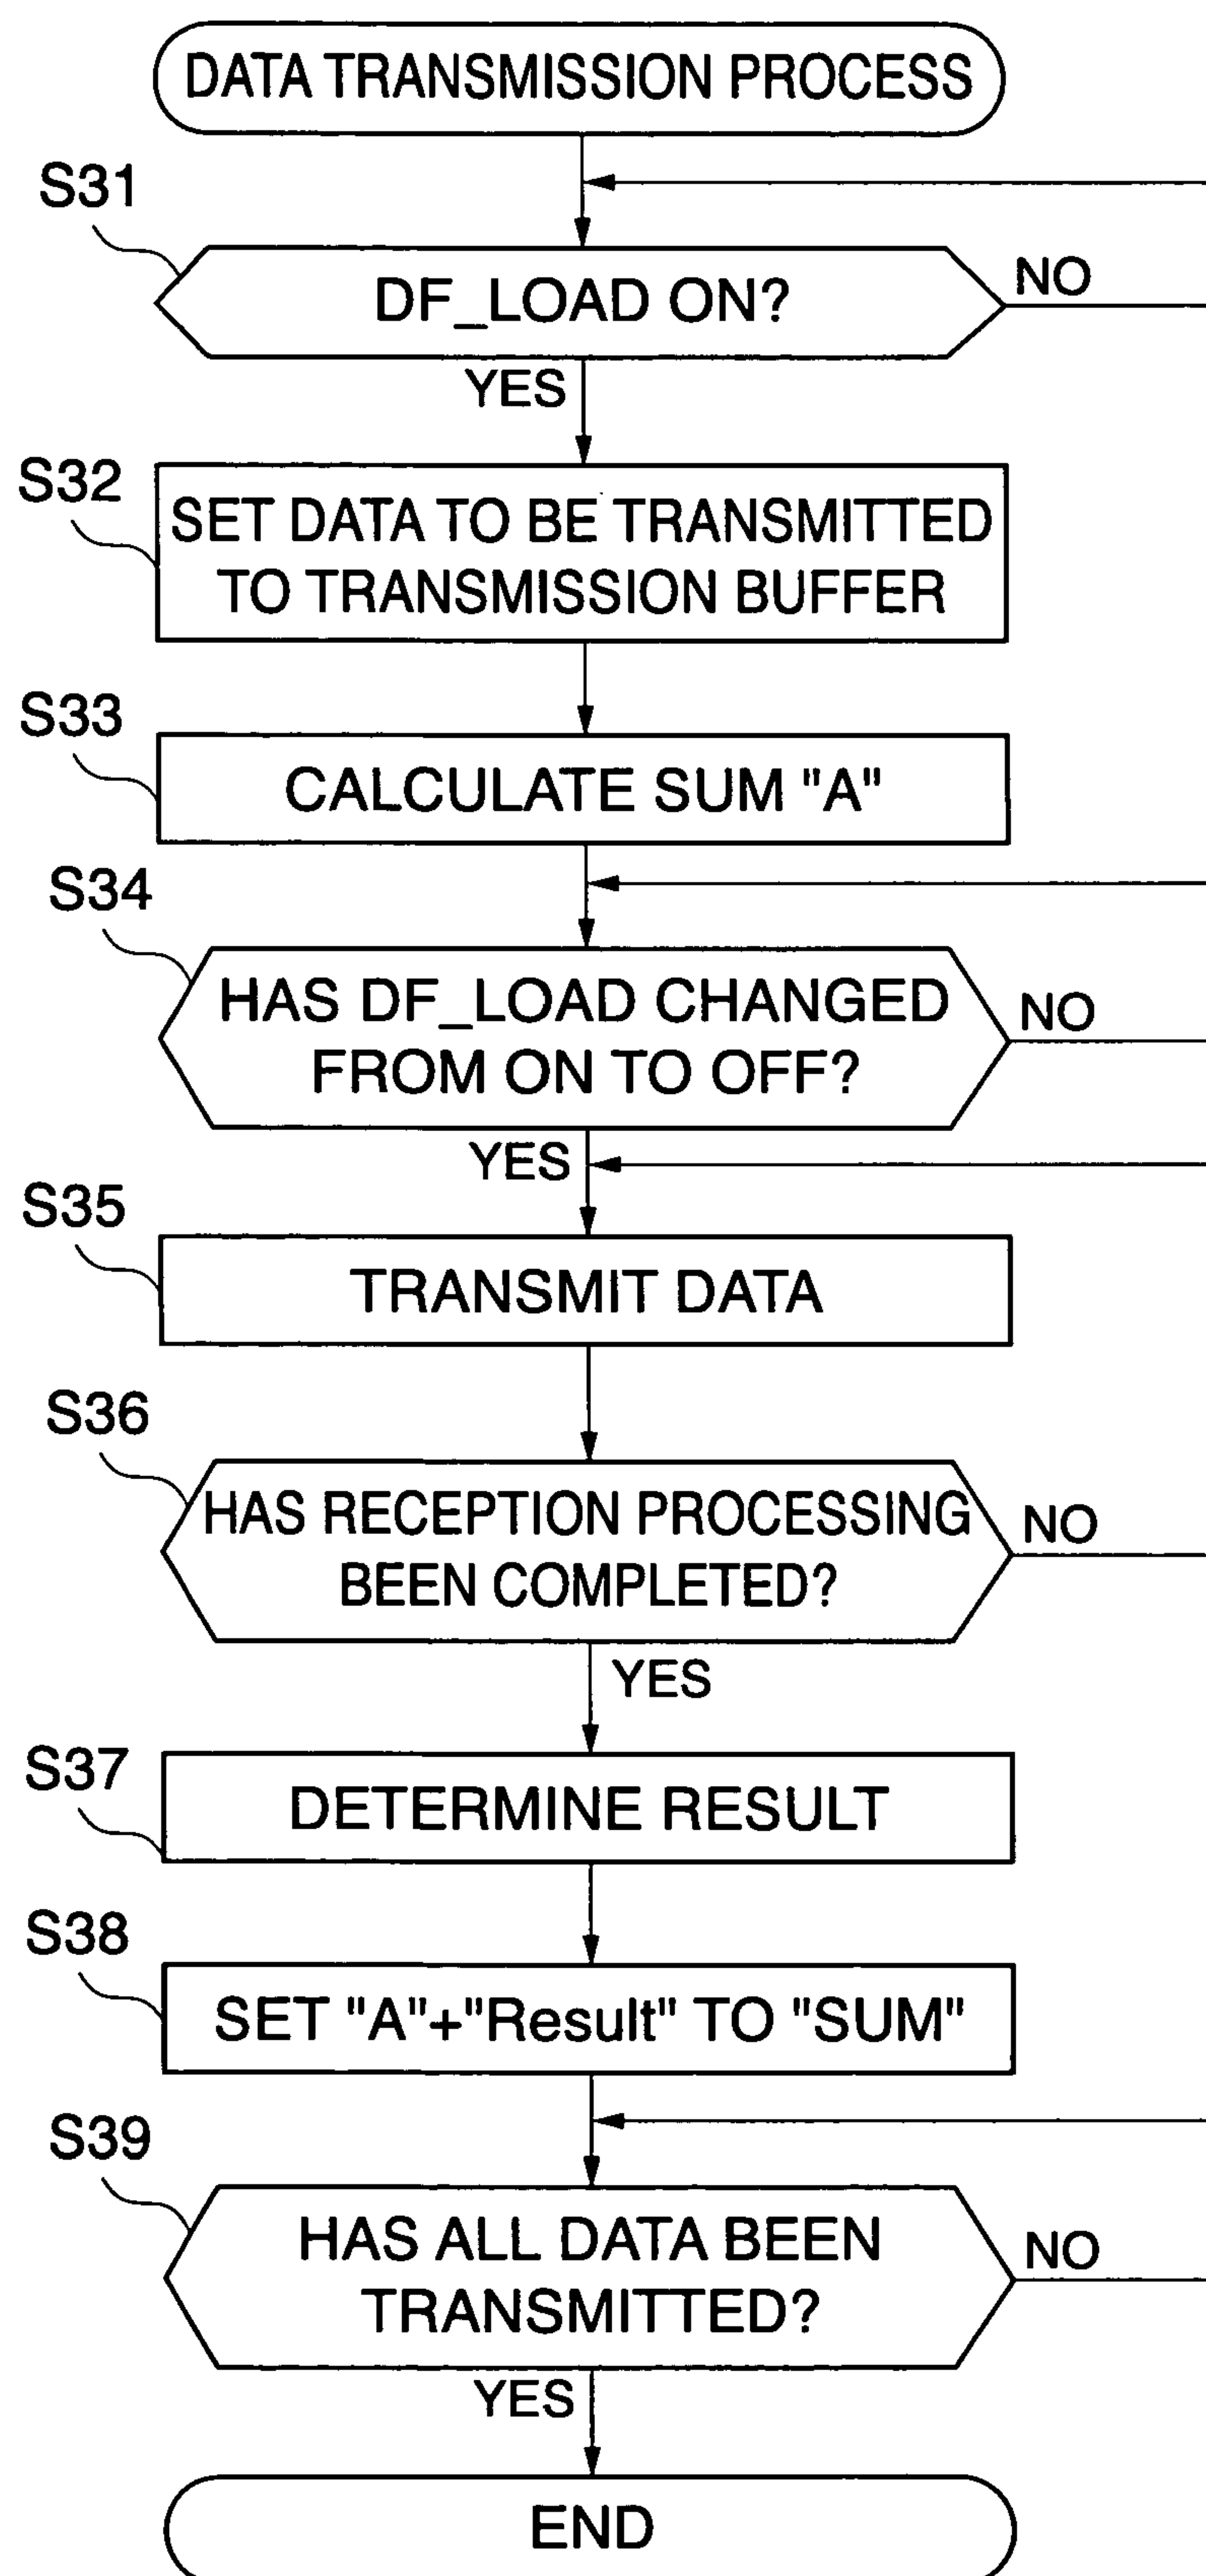 DATA TRANSMISSION PROCESS
S31
DF_LOAD ON?
NO
YES
S32
SET DATA TO BE TRANSMITTED
TO TRANSMISSION BUFFER
S33
CALCULATE SUM "A"
S34
HAS DF_LOAD CHANGED
FROM ON TO OFF?
NO
YES
S35
TRANSMIT DATA
S36
HAS RECEPTION PROCESSING
BEEN COMPLETED?
NO
YES
S37
DETERMINE RESULT
S38
SET "A"+"Result" TO "SUM"
S39
HAS ALL DATA BEEN
TRANSMITTED?
NO
YES
END